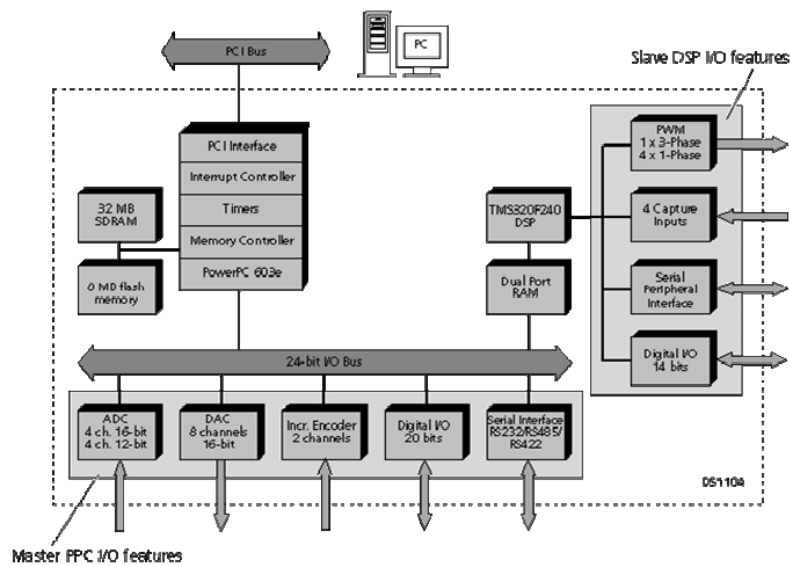 PCI Bus
PC
Slave DSP I/O features
PCI Interface
Interrupt Controller
Timers
Memory Controller
PowerPC 603e
32 MB
SDRAM
flash
memory
TMS320F240
DSP
Dual Port
RAM
PWM
1 x 3-Phase
4 x 1-Phase
4 Capture
Inputs
Serial
Peripheral
Interface
Digital I/O
14 bits
24-bit I/O Bus
ADC
4 ch. 16-bit
4 ch. 12-bit
DAC
8 channels
16-bit
Incr. Encoder
2 channels
Digital I/O
20 bits
Serial Interface
RS232/RS485/
RS422
DS1104
Master PPC I/O features